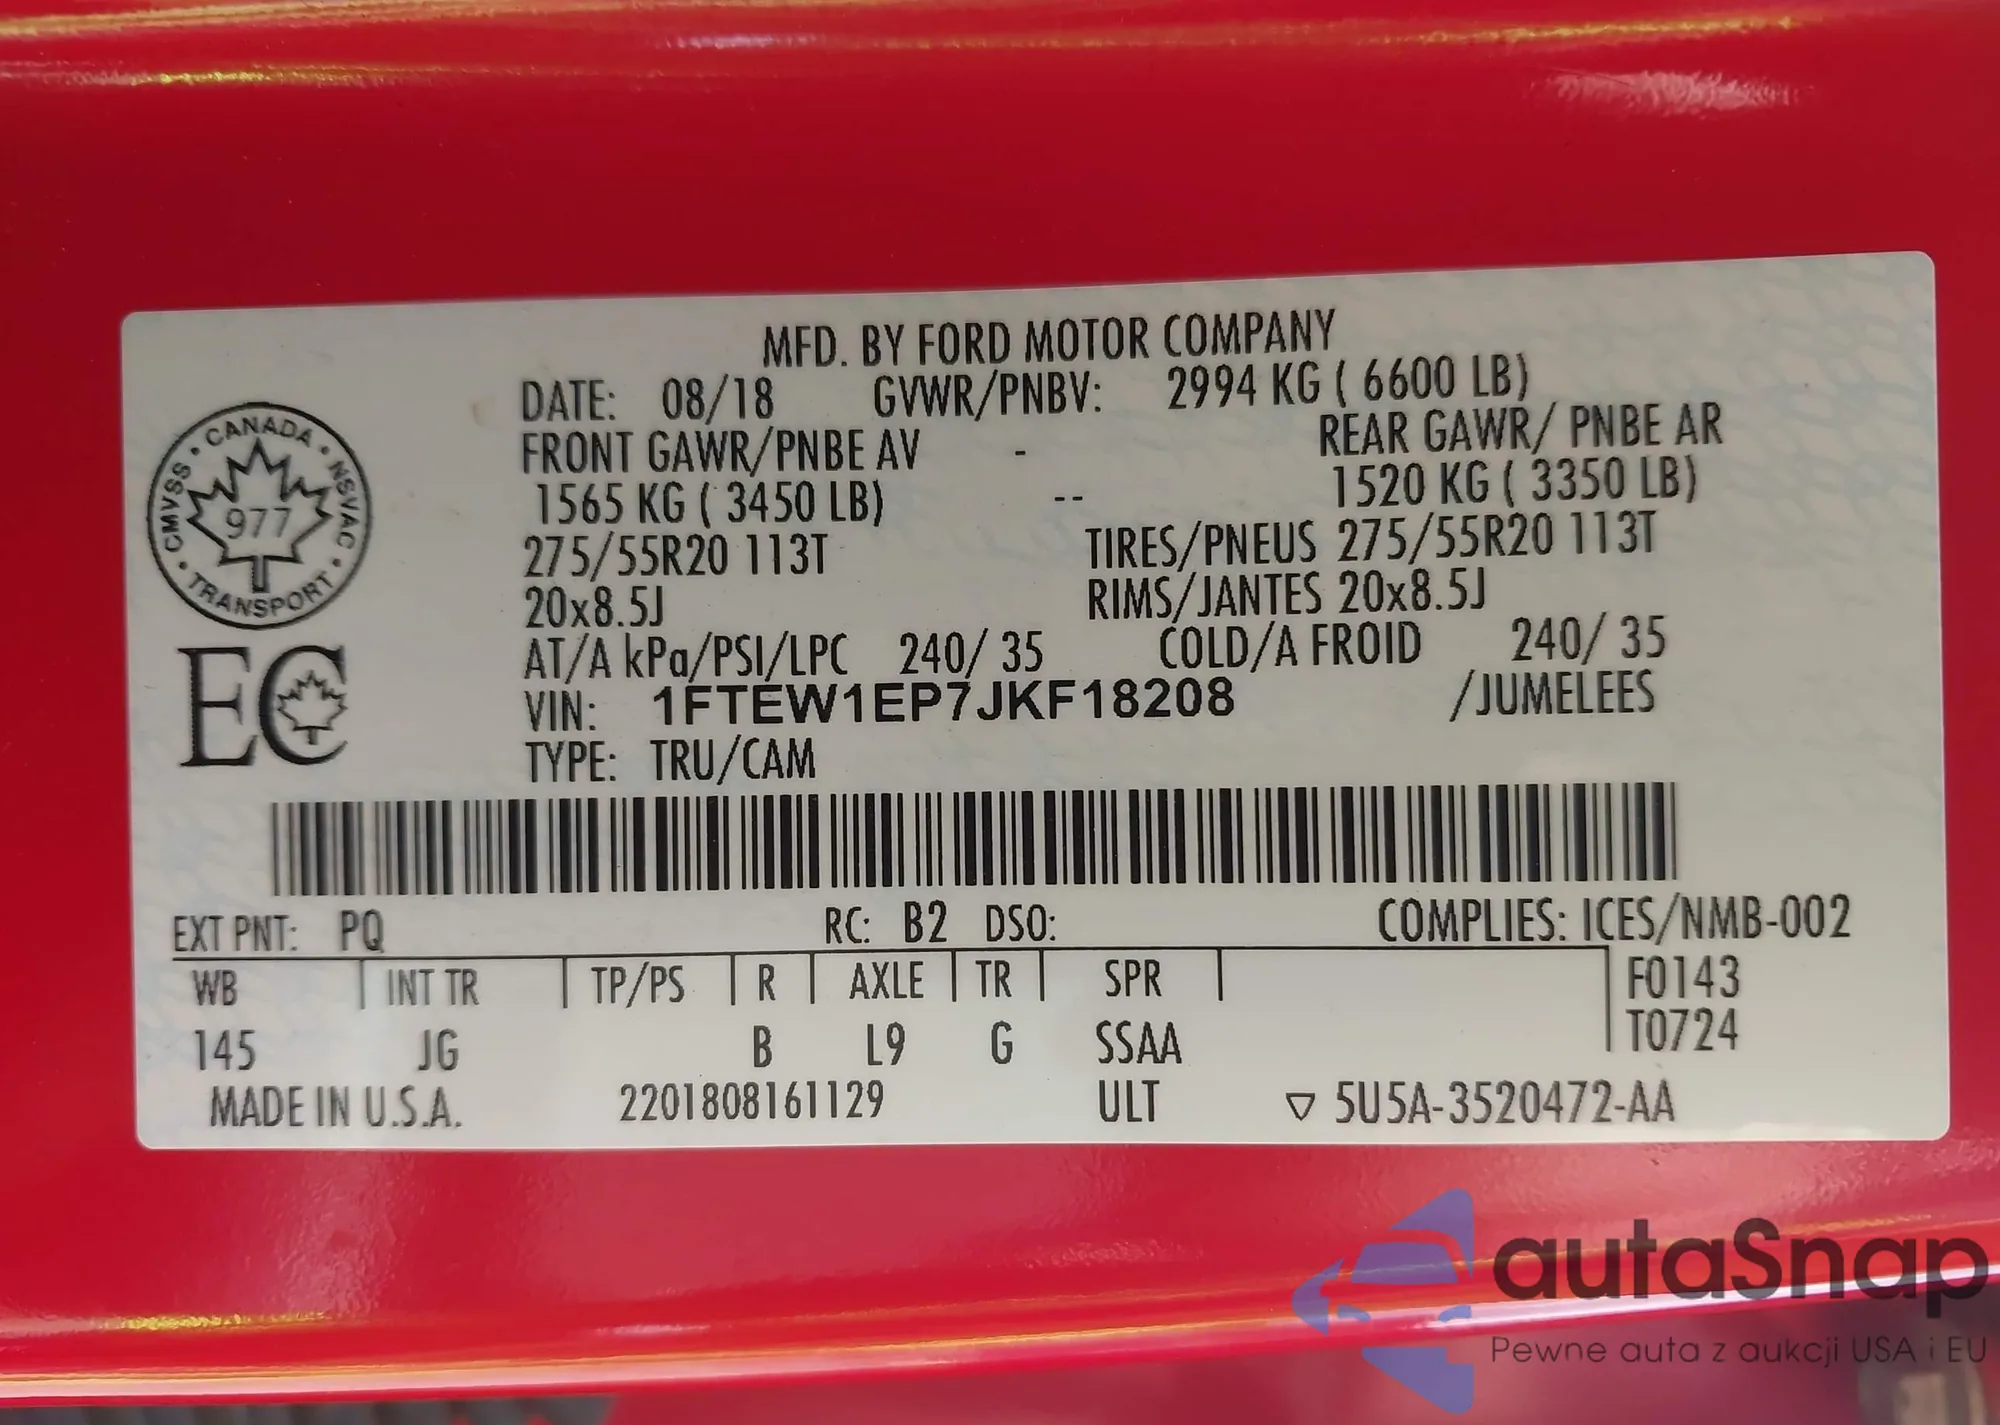 MFD. BY FORD MOTOR COMPANY
DATE: 08/18 GVWR/PNBV: 2994 KG ( 6600 LB)
FRONT GAWR/PNBE AV - REAR GAWR/ PNBE AR
1565 KG ( 3450 LB) -- 1520 KG ( 3350 LB)
275/55R20 113T TIRES/PNEUS 275/55R20 113T
20x8.5J RIMS/JANTES 20x8.5J
AT/A kPa/PSI/LPC 240/ 35 COLD/A FROID 240/ 35
VIN: 1FTEW1EP7JKF18208 /JUMELEES
TYPE: TRU/CAM
CANADA • NSVAC • TRANSPORT • CMVSS •
977
EC
EXT PNT: PQ RC: B2 DSO: COMPLIES: ICES/NMB-002
WB INT TR TP/PS R AXLE TR SPR F0143
145 JG B L9 G SSAA T0724
MADE IN U.S.A. 2201808161129 ULT ▽ 5U5A-3520472-AA
autaSnap
Pewne auta z aukcji USA i EU